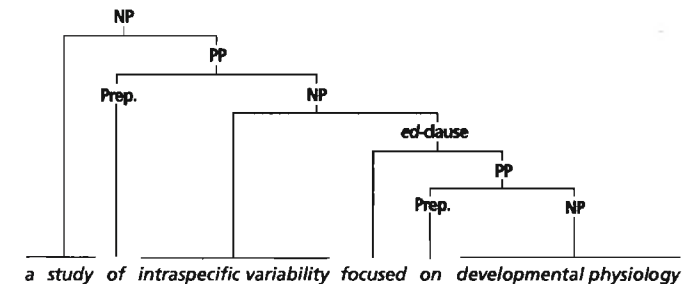 NP
PP
Prep. NP
ed-clause
PP
Prep. NP
a study of intraspecific variability focused on developmental physiology